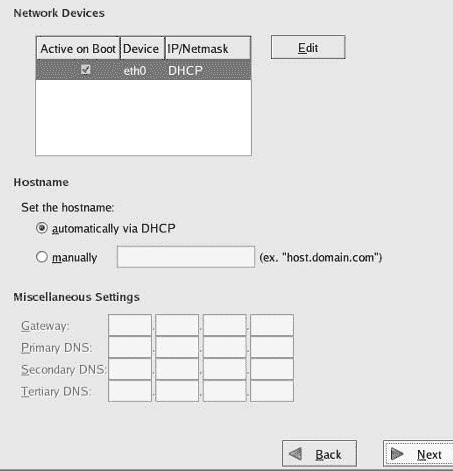 Network Devices
Active on Boot Device IP/Netmask
eth0 DHCP
Edit
Hostname
Set the hostname:
automatically via DHCP
manually (ex. "host.domain.com")
Miscellaneous Settings
Gateway:
Primary DNS:
Secondary DNS:
Tertiary DNS:
Back Next